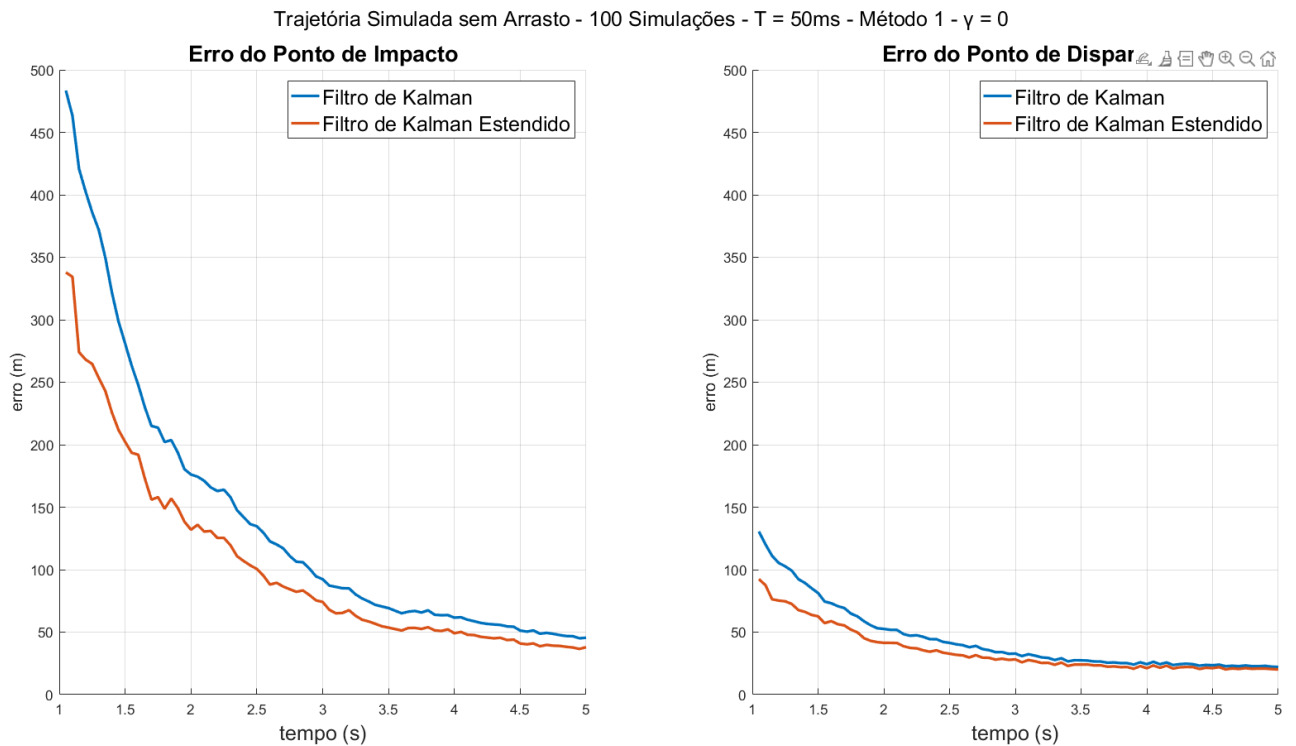 Trajetória Simulada sem Arrasto - 100 Simulações - T = 50ms - Método 1 - γ = 0
Erro do Ponto de Impacto
500
450
400
350
300
250
200
150
100
50
0
erro (m)
Filtro de Kalman
Filtro de Kalman Estendido
1 1.5 2 2.5 3 3.5 4 4.5 5
tempo (s)
Erro do Ponto de Dispar
500
450
400
350
300
250
200
150
100
50
0
erro (m)
Filtro de Kalman
Filtro de Kalman Estendido
1 1.5 2 2.5 3 3.5 4 4.5 5
tempo (s)